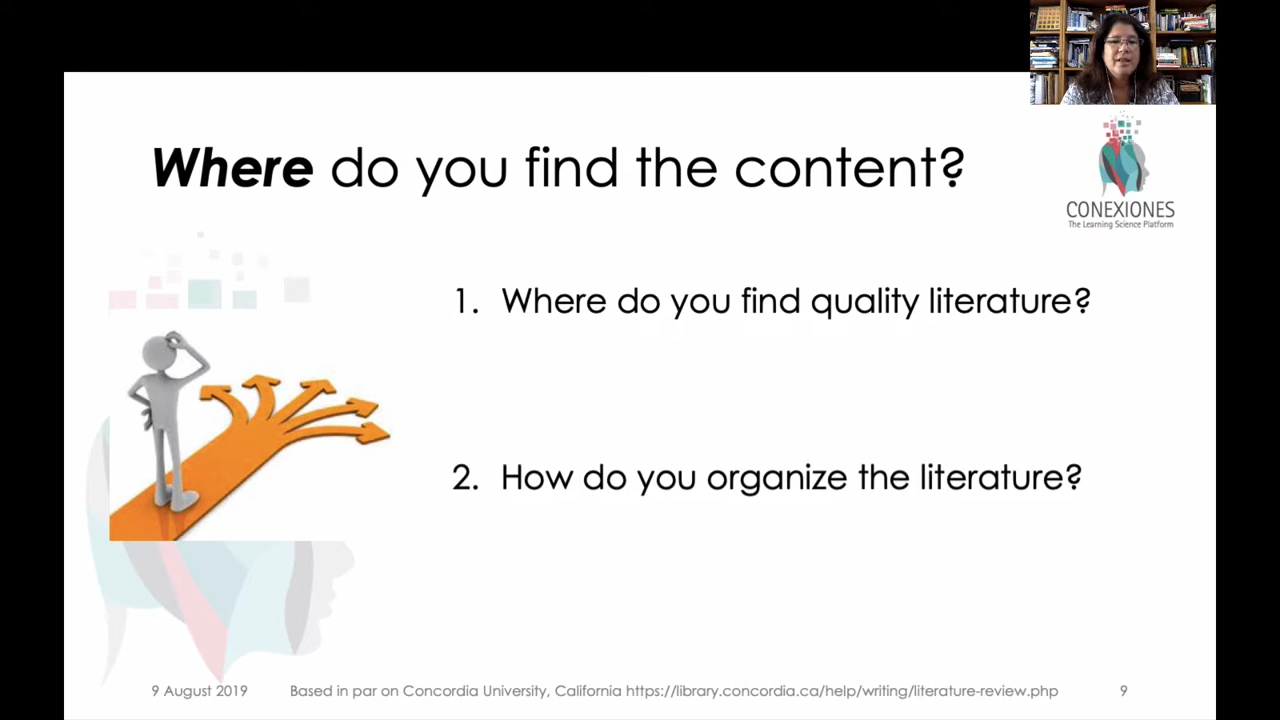 Where do you find the content?
CONEXIONES
The Learning Science Platform
1. Where do you find quality literature?
2. How do you organize the literature?
9 August 2019 Based in par on Concordia University, California https://library.concordia.ca/help/writing/literature-review.php 9